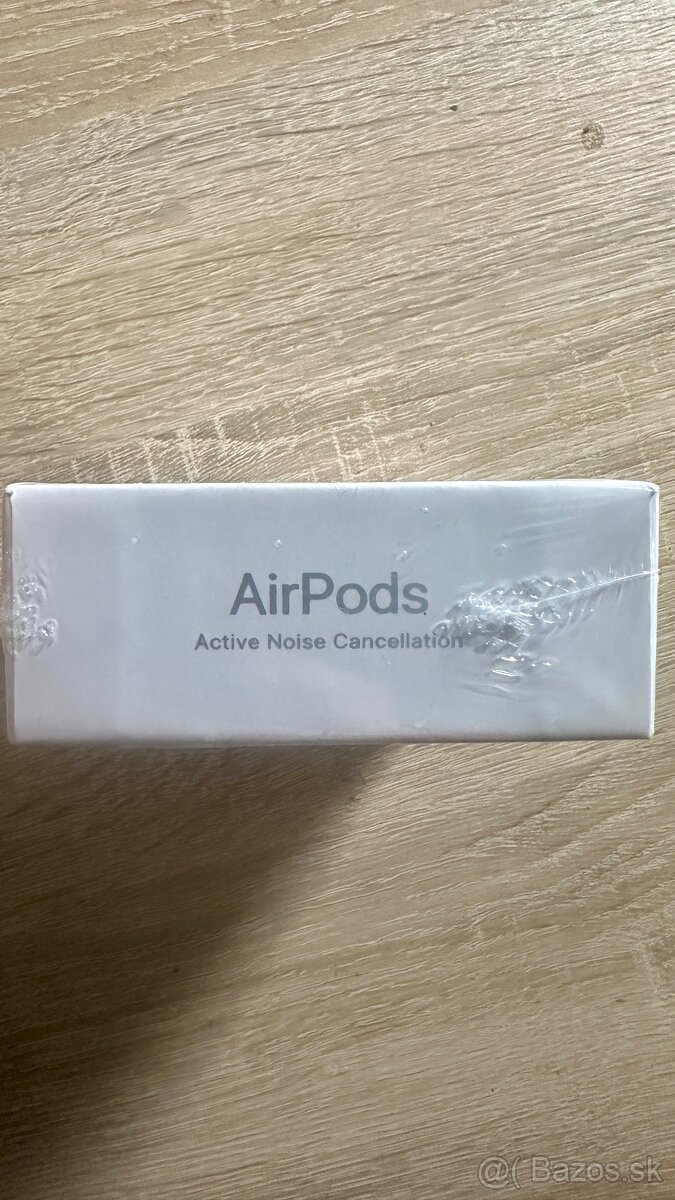 AirPods
Active Noise Cancellation
@( Bazos.sk